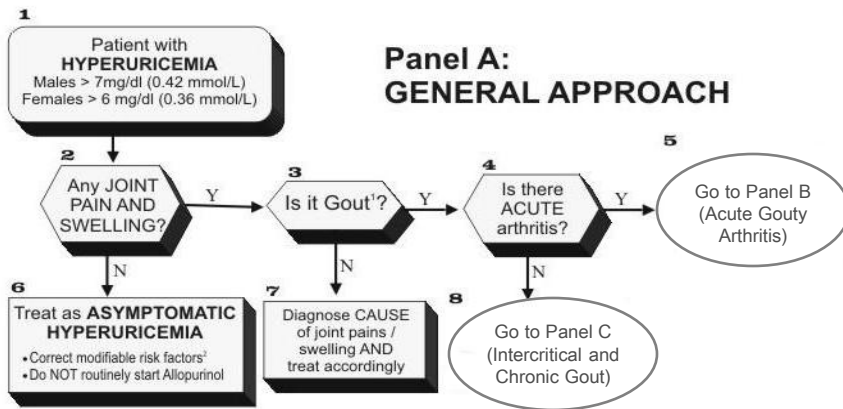 1
Patient with
HYPERURICEMIA
Males > 7mg/dl (0.42 mmol/L)
Females > 6 mg/dl (0.36 mmol/L)
Panel A:
GENERAL APPROACH
2
Any JOINT
PAIN AND
SWELLING?
Y
3
Is it Gout¹?
Y
4
Is there
ACUTE
arthritis?
Y
5
Go to Panel B
(Acute Gouty
Arthritis)
N
6
Treat as ASYMPTOMATIC
HYPERURICEMIA
• Correct modifiable risk factors²
• Do NOT routinely start Allopurinol
N
7
Diagnose CAUSE
of joint pains /
swelling AND
treat accordingly
N
8
Go to Panel C
(Intercritical and
Chronic Gout)